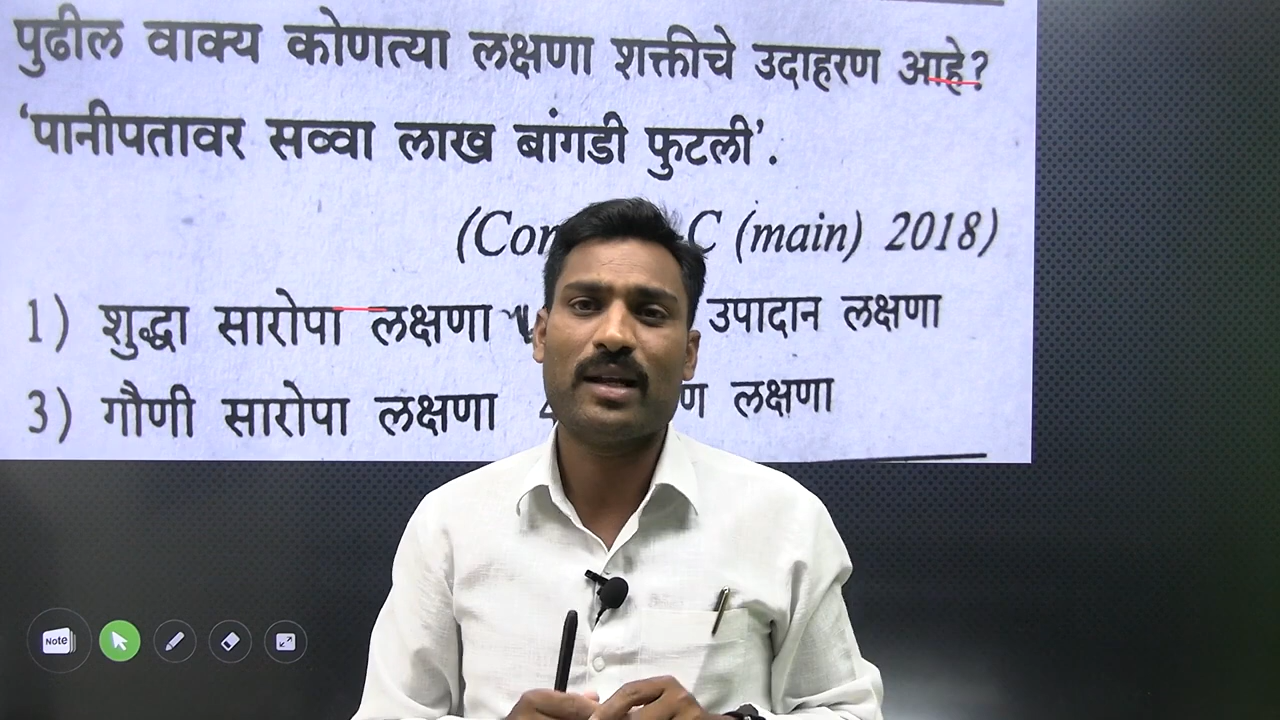 पुढील वाक्य कोणत्या लक्षणा शक्तीचे उदाहरण आहे?
'पानीपतावर सव्वा लाख बांगडी फुटली'.
(Com C (main) 2018)
1) शुद्धा सारोपा लक्षणा उपादान लक्षणा
3) गौणी सारोपा लक्षणा लक्षणा
Note